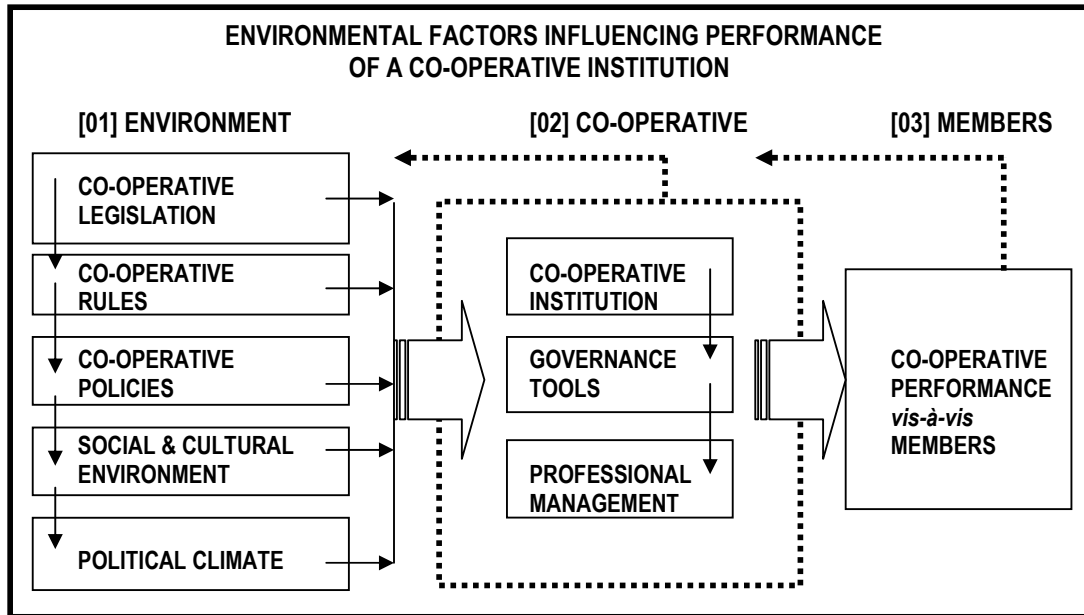 ENVIRONMENTAL FACTORS INFLUENCING PERFORMANCE
OF A CO-OPERATIVE INSTITUTION
[01] ENVIRONMENT
CO-OPERATIVE
LEGISLATION
CO-OPERATIVE
RULES
CO-OPERATIVE
POLICIES
SOCIAL & CULTURAL
ENVIRONMENT
POLITICAL CLIMATE
[02] CO-OPERATIVE
CO-OPERATIVE
INSTITUTION
GOVERNANCE
TOOLS
PROFESSIONAL
MANAGEMENT
[03] MEMBERS
CO-OPERATIVE
PERFORMANCE
vis-à-vis
MEMBERS